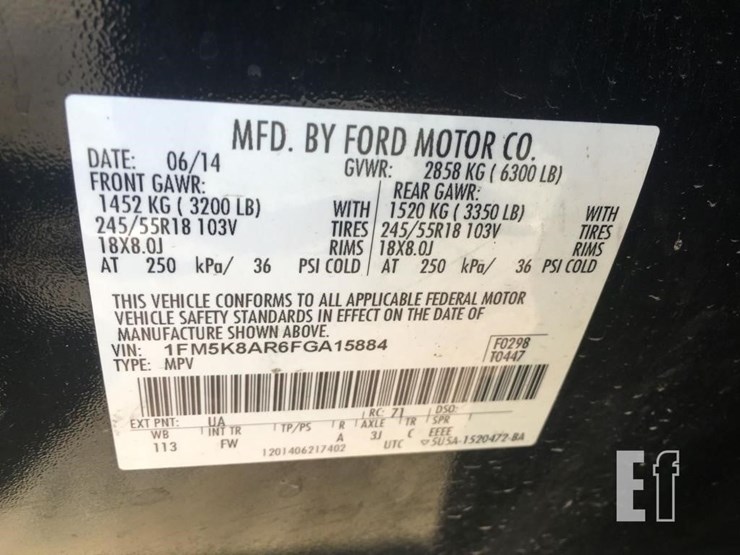 MFD. BY FORD MOTOR CO.
DATE: 06/14 GVWR: 2858 KG ( 6300 LB)
FRONT GAWR: REAR GAWR:
1452 KG ( 3200 LB) WITH 1520 KG ( 3350 LB) WITH
245/55R18 103V TIRES 245/55R18 103V TIRES
18X8.0J RIMS 18X8.0J RIMS
AT 250 kPa/ 36 PSI COLD AT 250 kPa/ 36 PSI COLD
THIS VEHICLE CONFORMS TO ALL APPLICABLE FEDERAL MOTOR
VEHICLE SAFETY STANDARDS IN EFFECT ON THE DATE OF
MANUFACTURE SHOWN ABOVE.
VIN: 1FM5K8AR6FGA15884 F0298
TYPE: MPV T0447
EXT PNT: UA RC: 71 DSO:
WB INT TR TP/PS R AXLE TR SPR
113 FW A 3J C EEEE
1201406217402 UTC 5U5A-1520472-BA
Ef